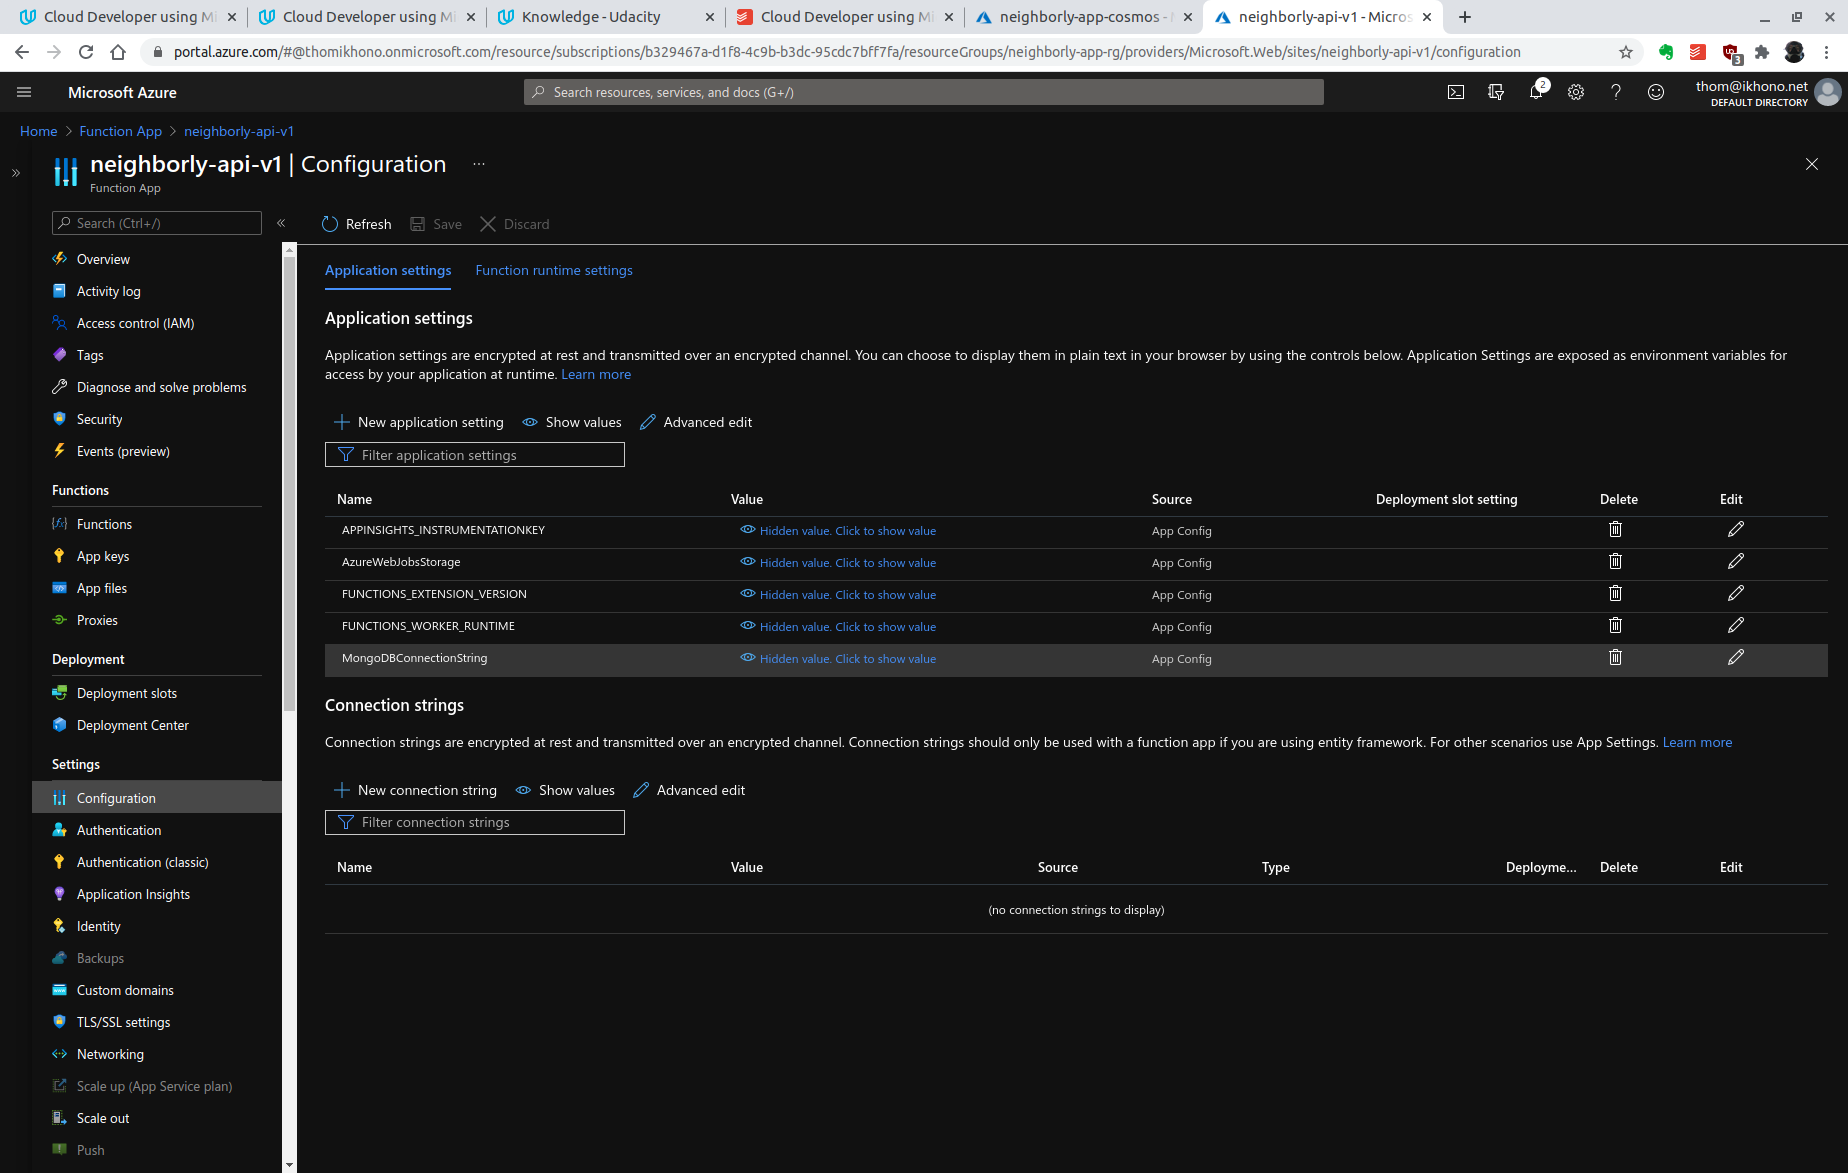 Cloud Developer using Mi
Cloud Developer using Mi
Knowledge - Udacity
Cloud Developer using Mi
neighborly-app-cosmos -
neighborly-api-v1 - Micros
portal.azure.com/#@thomikhono.onmicrosoft.com/resource/subscriptions/b329467a-d1f8-4c9b-b3dc-95cdc7bff7fa/resourceGroups/neighborly-app-rg/providers/Microsoft.Web/sites/neighborly-api-v1/configuration
3
Microsoft Azure
Search resources, services, and docs (G+/)
2
thom@ikhono.net
DEFAULT DIRECTORY
Home > Function App > neighborly-api-v1
neighborly-api-v1 | Configuration ...
Function App
Search (Ctrl+/)
Refresh Save Discard
Overview
Activity log
Access control (IAM)
Tags
Diagnose and solve problems
Security
Events (preview)
Functions
Functions
App keys
App files
Proxies
Deployment
Deployment slots
Deployment Center
Settings
Configuration
Authentication
Authentication (classic)
Application Insights
Identity
Backups
Custom domains
TLS/SSL settings
Networking
Scale up (App Service plan)
Scale out
Push
Application settings Function runtime settings
Application settings
Application settings are encrypted at rest and transmitted over an encrypted channel. You can choose to display them in plain text in your browser by using the controls below. Application Settings are exposed as environment variables for
access by your application at runtime. Learn more
New application setting Show values Advanced edit
Filter application settings
Name Value Source Deployment slot setting Delete Edit
APPINSIGHTS_INSTRUMENTATIONKEY Hidden value. Click to show value App Config
AzureWebJobsStorage Hidden value. Click to show value App Config
FUNCTIONS_EXTENSION_VERSION Hidden value. Click to show value App Config
FUNCTIONS_WORKER_RUNTIME Hidden value. Click to show value App Config
MongoDBConnectionString Hidden value. Click to show value App Config
Connection strings
Connection strings are encrypted at rest and transmitted over an encrypted channel. Connection strings should only be used with a function app if you are using entity framework. For other scenarios use App Settings. Learn more
New connection string Show values Advanced edit
Filter connection strings
Name Value Source Type Deployme... Delete Edit
(no connection strings to display)